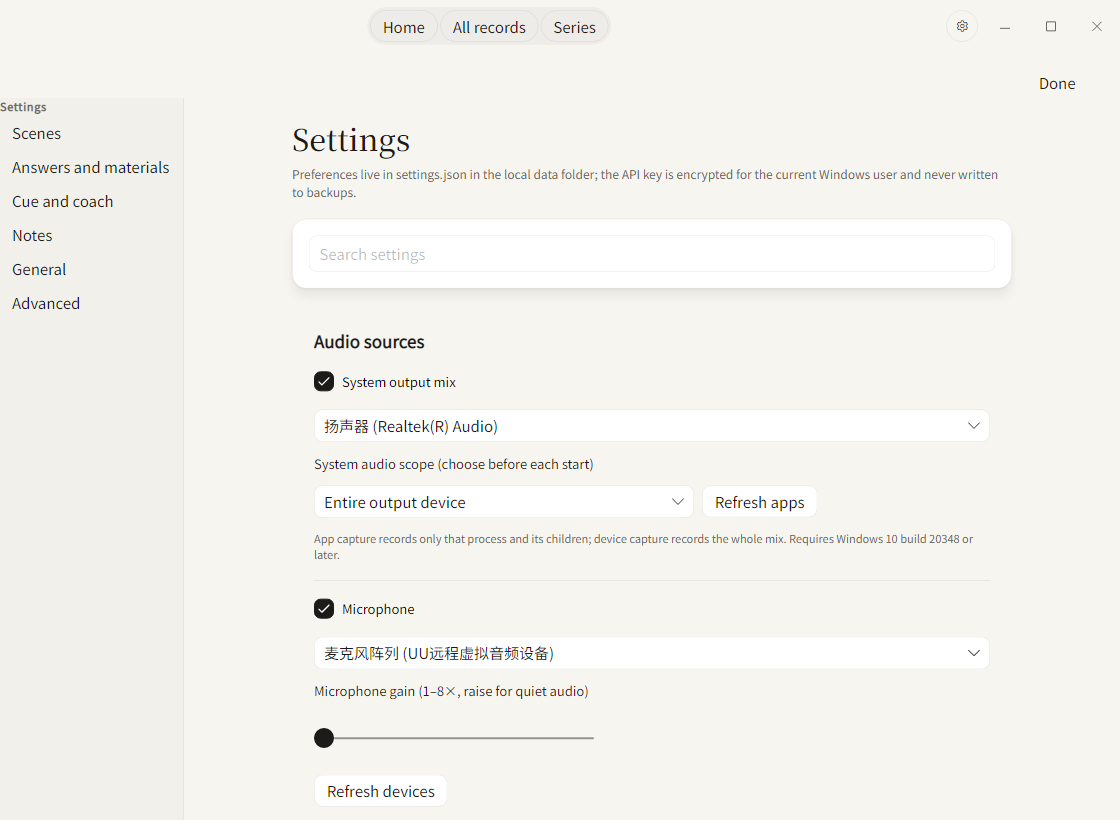 Home
All records
Series
Done
Settings
Scenes
Answers and materials
Cue and coach
Notes
General
Advanced
Settings
Preferences live in settings.json in the local data folder; the API key is encrypted for the current Windows user and never written
to backups.
Search settings
Audio sources
System output mix
扬声器 (Realtek(R) Audio)
System audio scope (choose before each start)
Entire output device
Refresh apps
App capture records only that process and its children; device capture records the whole mix. Requires Windows 10 build 20348 or
later.
Microphone
麦克风阵列 (UU远程虚拟音频设备)
Microphone gain (1–8×, raise for quiet audio)
Refresh devices